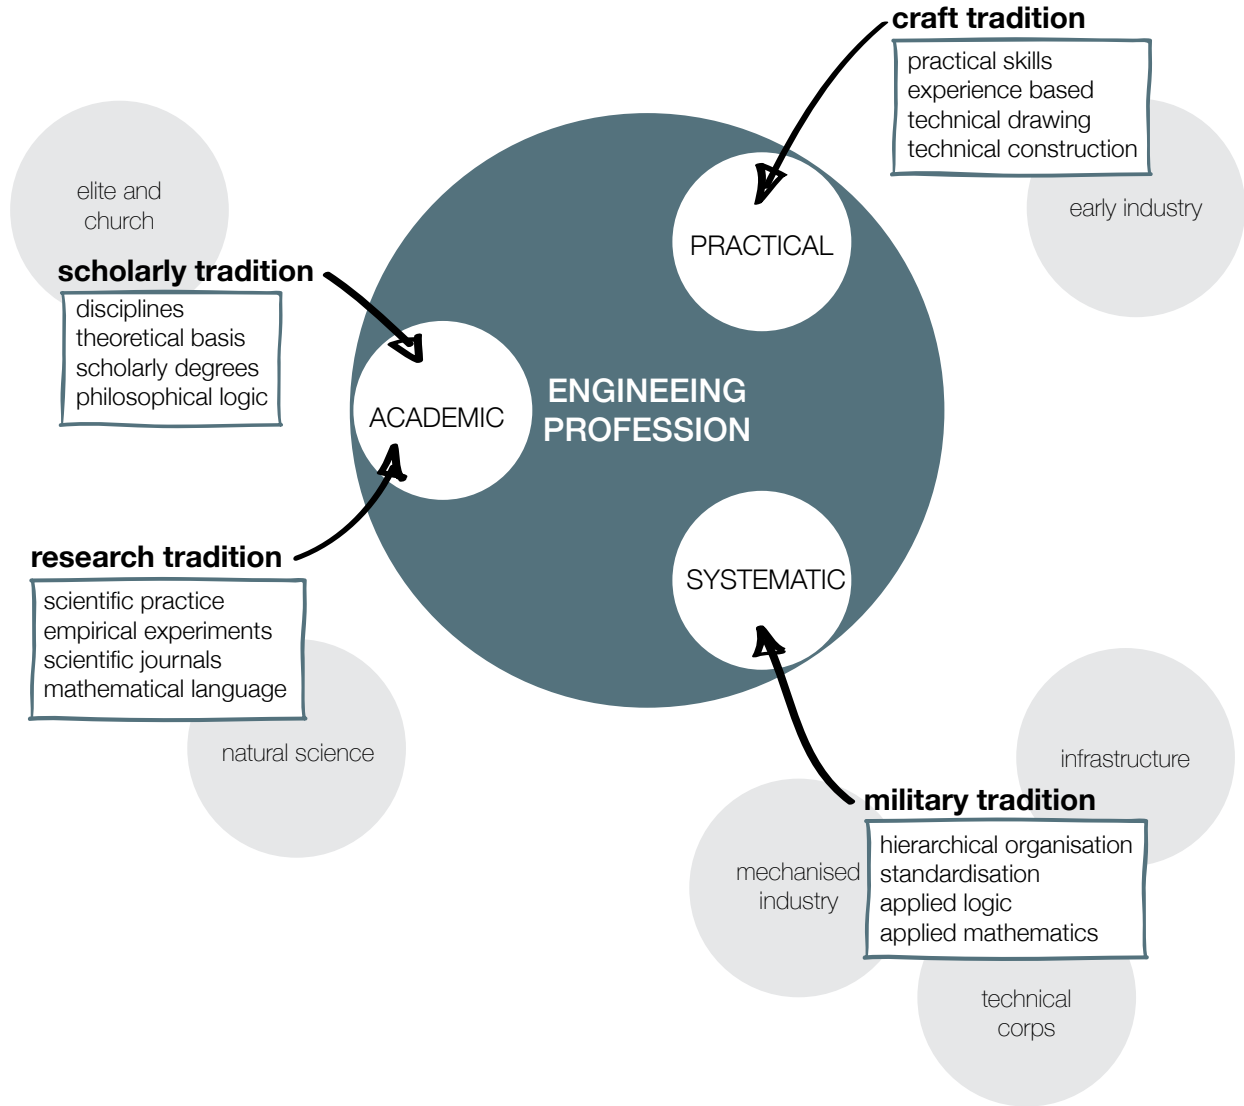 craft tradition
practical skills
experience based
technical drawing
technical construction
early industry
elite and
church
scholarly tradition
disciplines
theoretical basis
scholarly degrees
philosophical logic
PRACTICAL
ACADEMIC
ENGINEEING
PROFESSION
SYSTEMATIC
research tradition
scientific practice
empirical experiments
scientific journals
mathematical language
natural science
infrastructure
military tradition
hierarchical organisation
standardisation
applied logic
applied mathematics
mechanised
industry
technical
corps